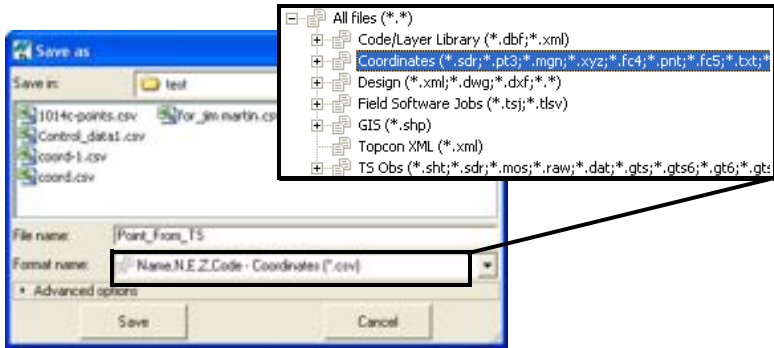 All files (*.*)
Code/Layer Library (*.dbf;*.xml)
Coordinates (*.sdr;*.pt3;*.mgn;*.xyz;*.fc4;*.pnt;*.fc5;*.txt;*
Design (*.xml;*.dwg;*.dxf;*.*)
Field Software Jobs (*.tsj;*.tlsv)
GIS (*.shp)
Topcon XML (*.xml)
TS Obs (*.sht;*.sdr;*.mos;*.raw;*.dat;*.gts;*.gts6;*.gt6;*.gts
Save as
Save in:
test
1014c-points.csv
for_jim martin.cs
Control_data1.csv
coord-1.csv
coord.csv
File name:
Point_From_TS
Format name:
Name,N,E,Z,Code - Coordinates (*.csv)
Advanced options
Save
Cancel